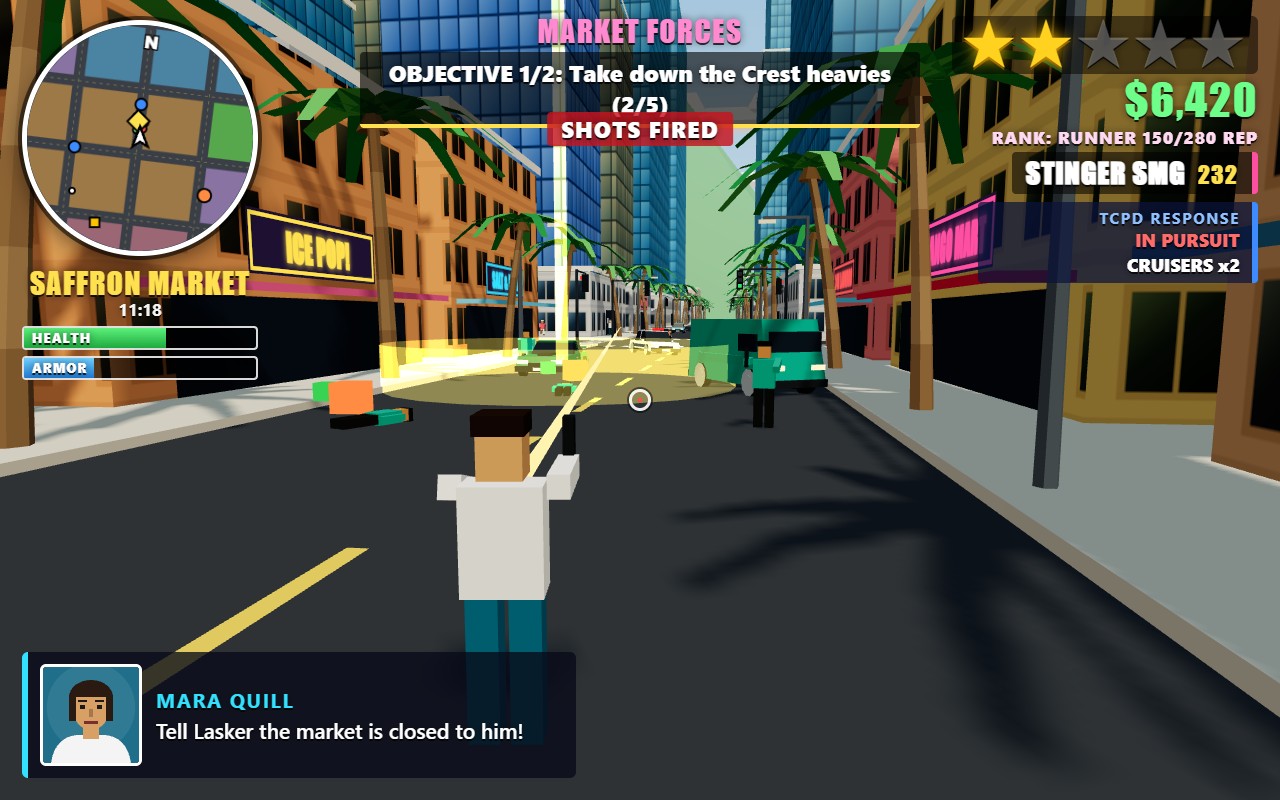 MARKET FORCES
OBJECTIVE 1/2: Take down the Crest heavies
(2/5)
SHOTS FIRED
N
SAFFRON MARKET
11:18
HEALTH
ARMOR
$6,420
RANK: RUNNER 150/280 REP
STINGER SMG 232
TCPD RESPONSE
IN PURSUIT
CRUISERS x2
ICE POP!
MARA QUILL
Tell Lasker the market is closed to him!